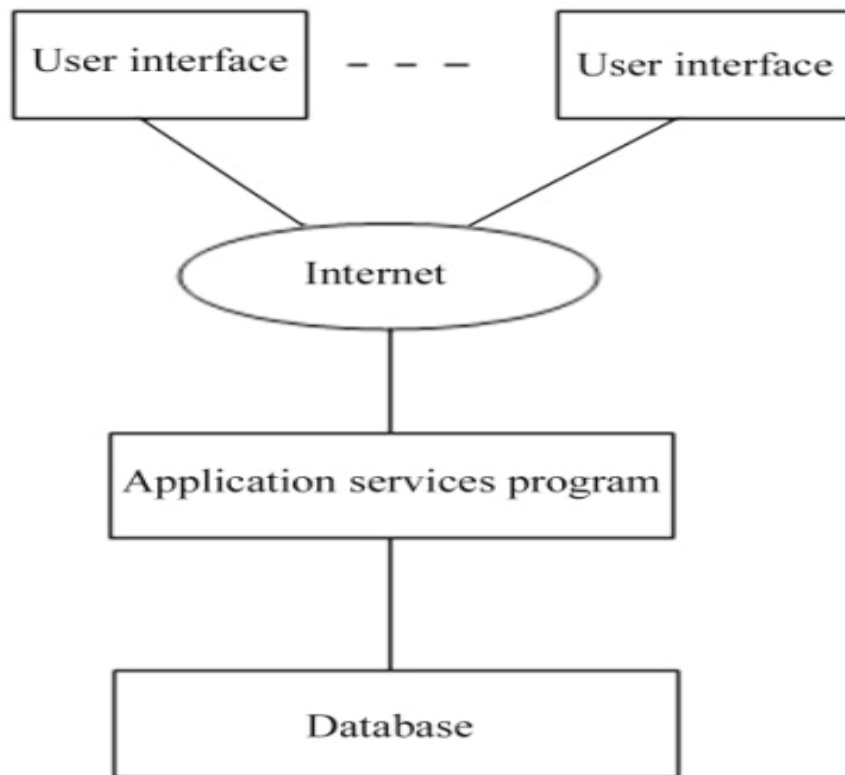 User interface
User interface
Internet
Application services program
Database